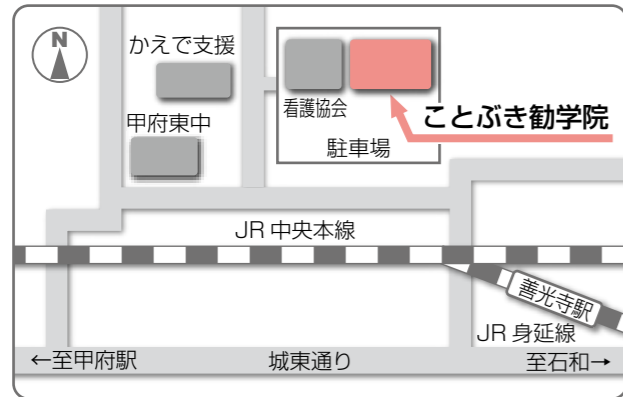 N
かえで支援
甲府東中
看護協会
ことぶき勧学院
駐車場
JR 中央本線
善光寺駅
JR 身延線
←至甲府駅
城東通り
至石和→